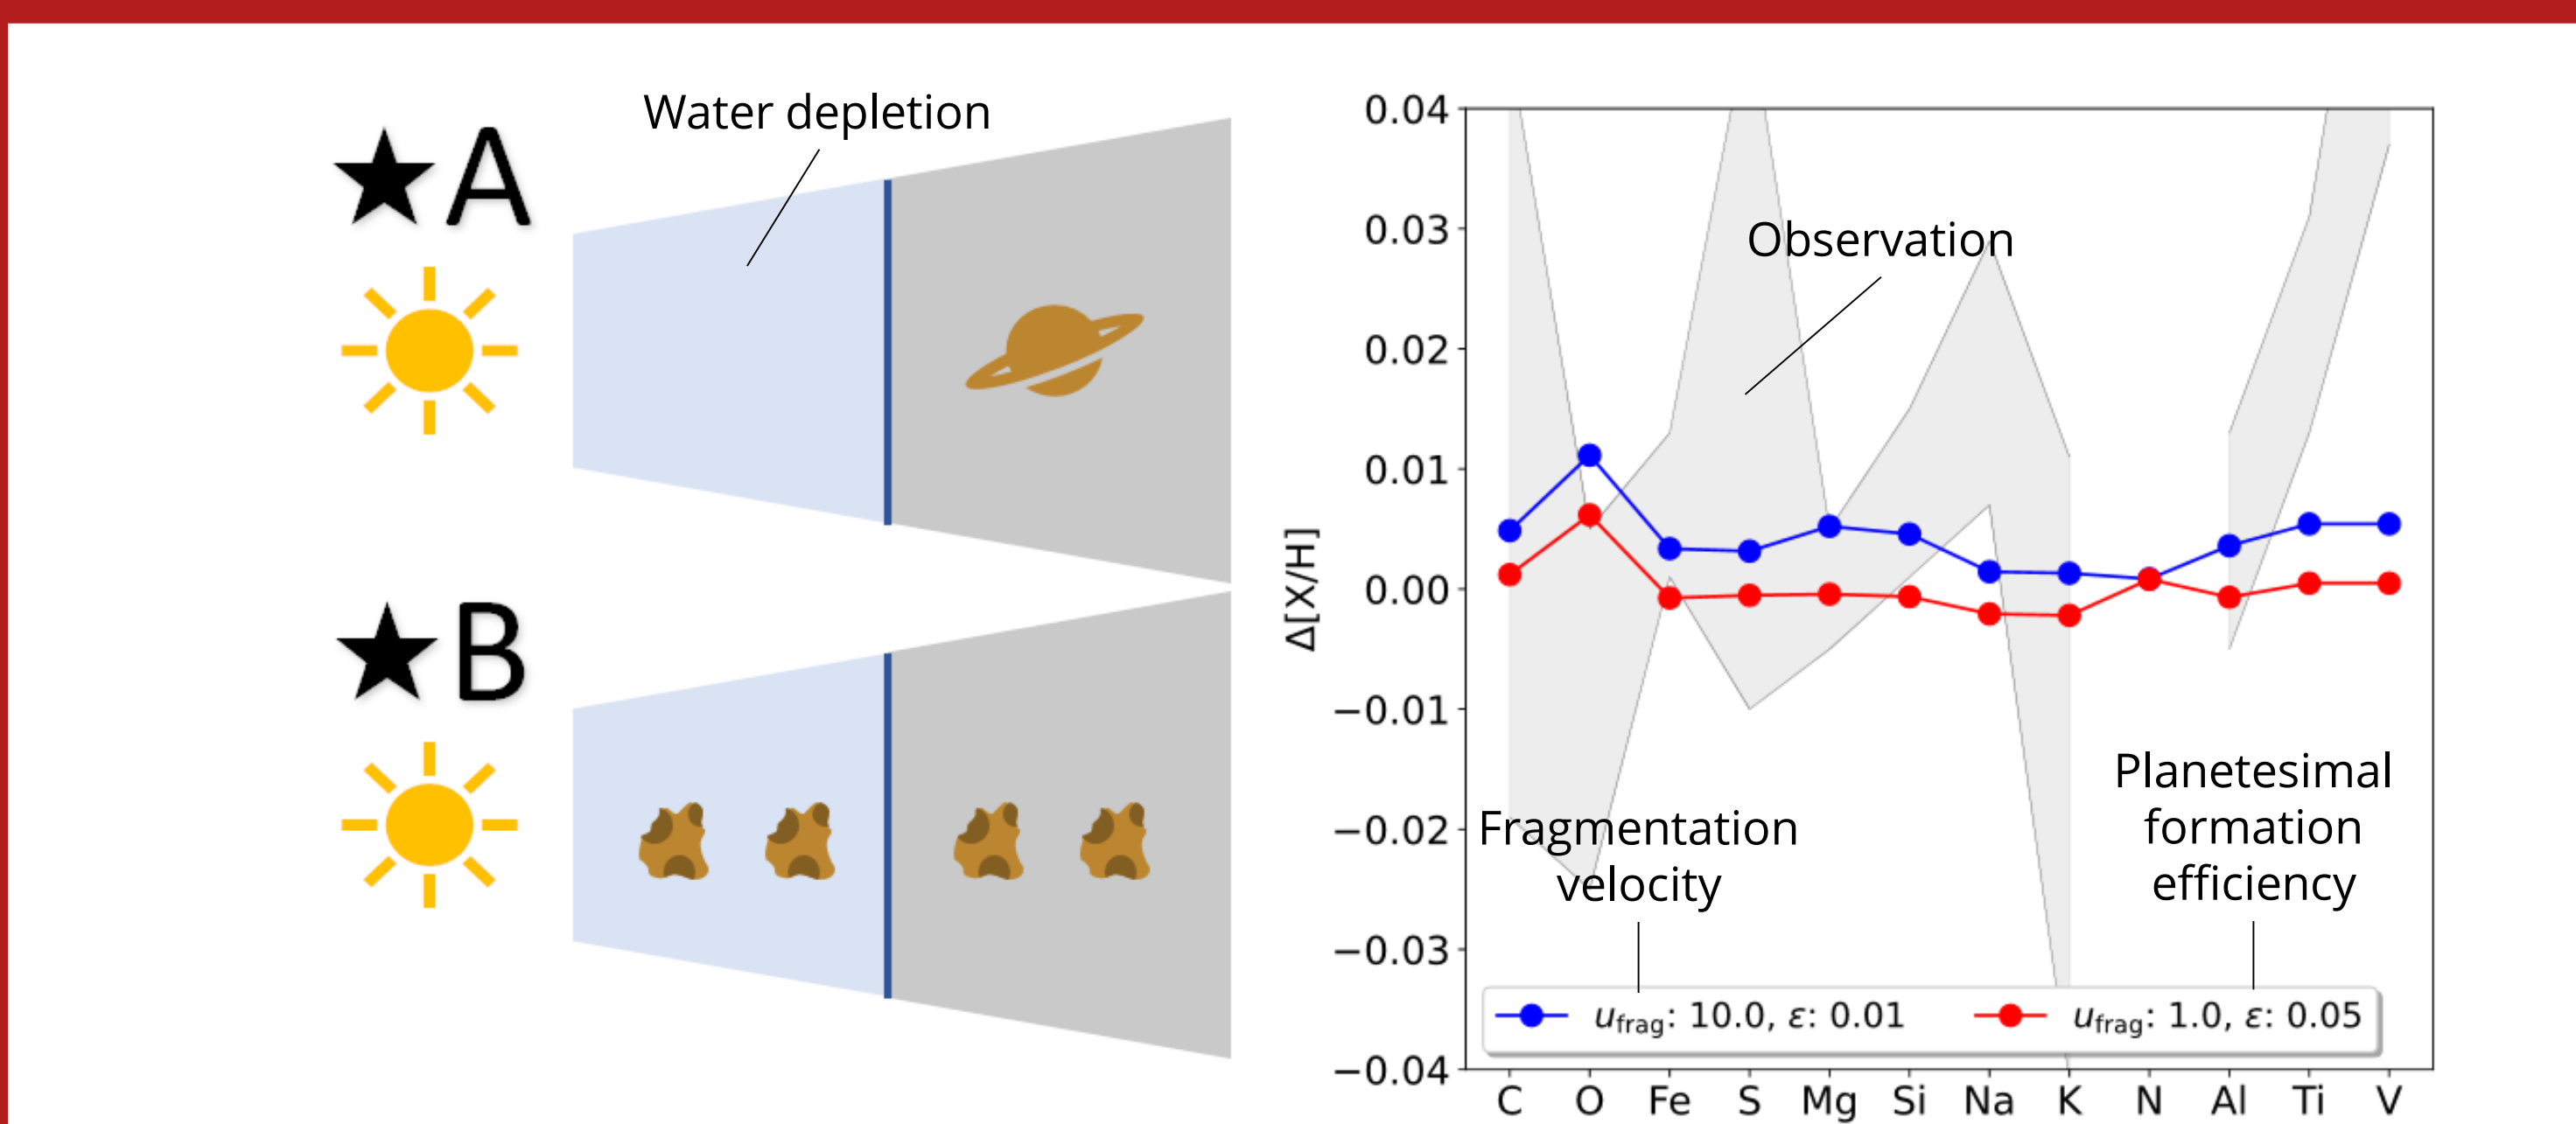 Water depletion
★A
★B
0.04
0.03
0.02
0.01
0.00
−0.01
−0.02
−0.03
−0.04
Δ[X/H]
Observation
Fragmentation
velocity
Planetesimal
formation
efficiency
u_frag: 10.0, ε: 0.01
u_frag: 1.0, ε: 0.05
C O Fe S Mg Si Na K N Al Ti V